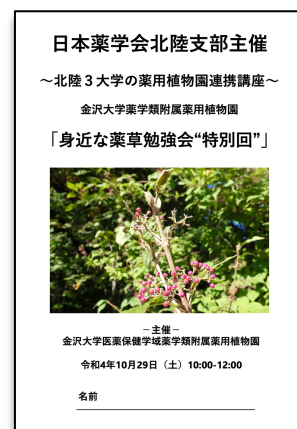 日本薬学会北陸支部主催
～北陸３大学の薬用植物園連携講座～
金沢大学薬学類附属薬用植物園
「身近な薬草勉強会“特別回”」
－主催－
金沢大学医薬保健学域薬学類附属薬用植物園
令和4年10月29日（土）10:00-12:00
名前